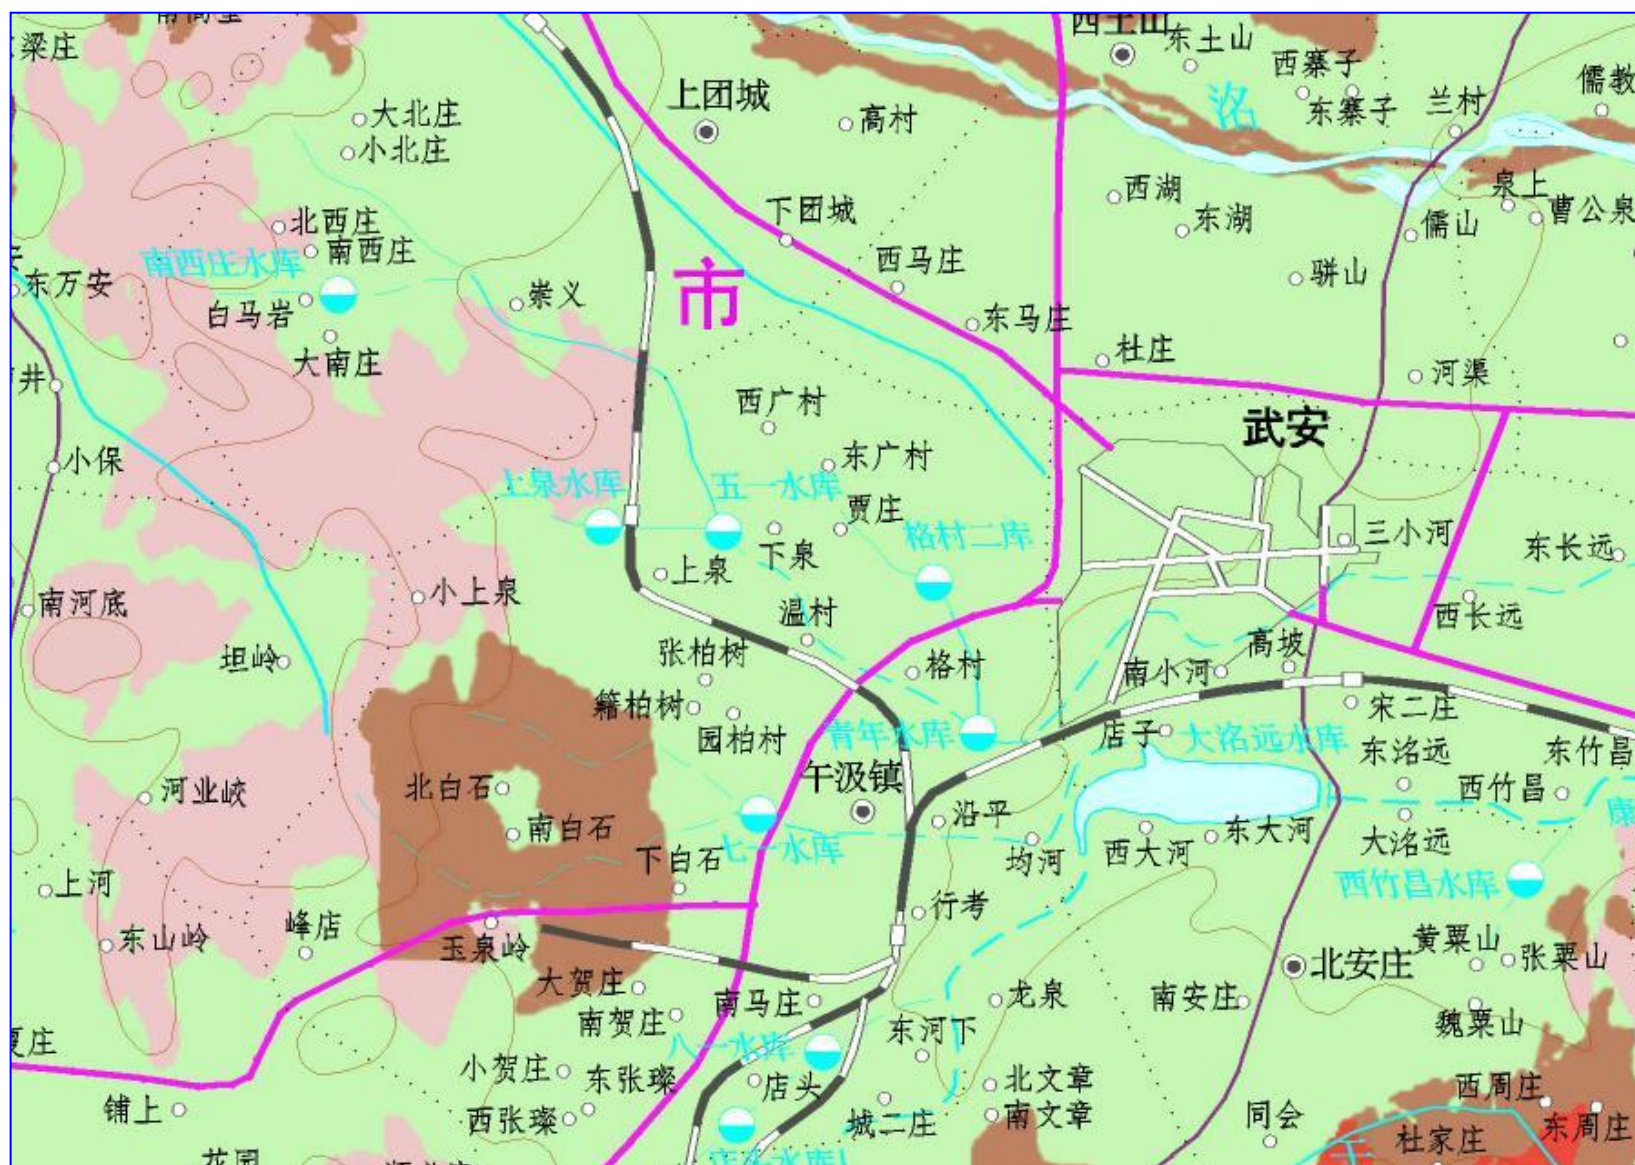 梁庄
西土山
东土山
西寨子
儒教
上团城
大北庄
高村
洺
东寨子
兰村
小北庄
西湖
泉上
北西庄
下团城
东湖
儒山
曹公泉
南西庄
南西庄水库
西马庄
东万安
市
骈山
崇义
白马岩
东马庄
大南庄
杜庄
井
河渠
西广村
武安
小保
东广村
上泉水库
五一水库
贾庄
格村二库
三小河
下泉
东长远
上泉
小上泉
南河底
温村
西长远
张柏树
坦岭
格村
南小河
高坡
籍柏树
宋二庄
园柏村
青年水库
店子
大洺远水库
东洺远
东竹昌
午汲镇
北白石
河业峧
西竹昌
康
沿平
南白石
东大河
七一水库
下白石
均河
西大河
大洺远
上河
西竹昌水库
峰店
行考
东山岭
玉泉岭
黄粟山
张粟山
北安庄
大贺庄
南马庄
龙泉
南安庄
南贺庄
东河下
魏粟山
夏庄
八一水库
小贺庄
东张璨
店头
北文章
西周庄
铺上
西张璨
城二庄
南文章
同会
东周庄
杜家庄
花园
店头水库